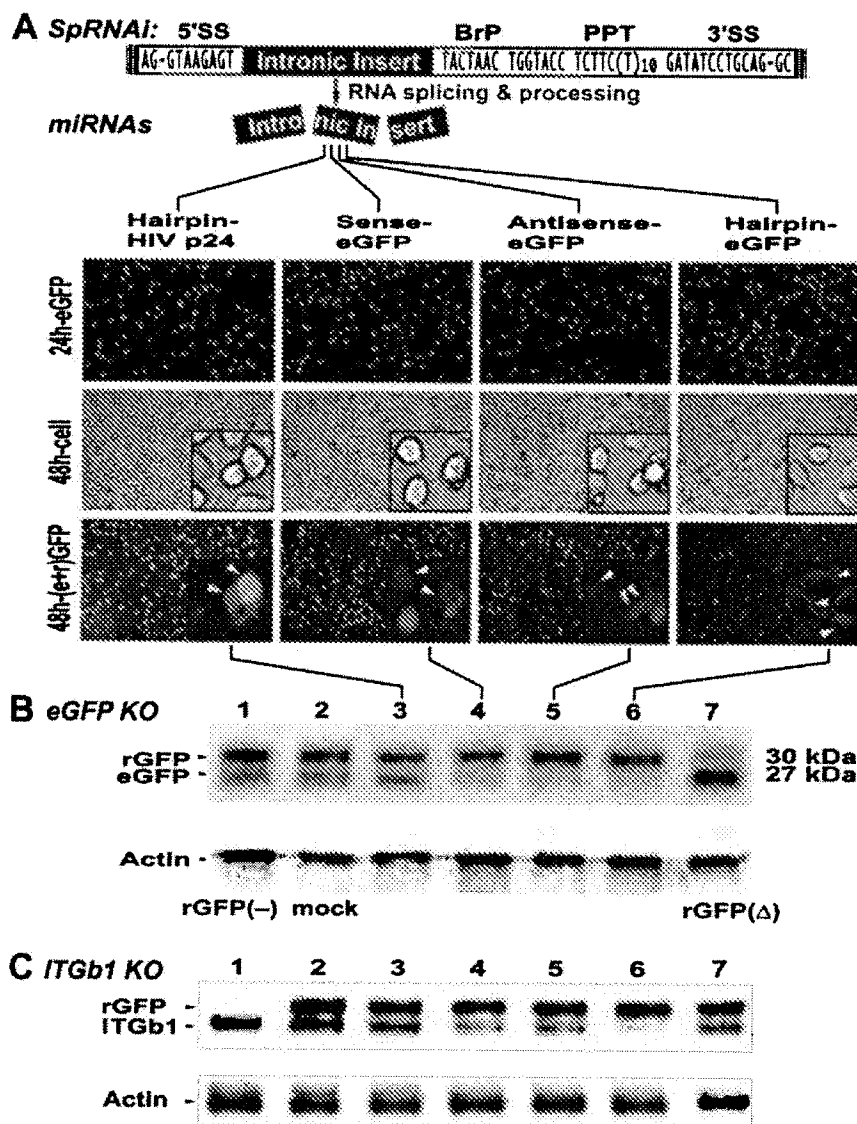 A SpRNAi: 5'SS BrP PPT 3'SS
AG-GTAAGAGT Intronic Insert TACTAAC TGGTACC TCTTC(T)10 GATATCCTGCAG-GC
RNA splicing & processing
miRNAs Intro nic In sert
Hairpin-HIV p24 Sense-eGFP Antisense-eGFP Hairpin-eGFP
24h-eGFP
48h-cell
48h-(e+r)GFP
B eGFP KO 1 2 3 4 5 6 7
rGFP - 30 kDa
eGFP - 27 kDa
Actin -
rGFP(–) mock rGFP(Δ)
C ITGb1 KO 1 2 3 4 5 6 7
rGFP -
ITGb1 -
Actin -